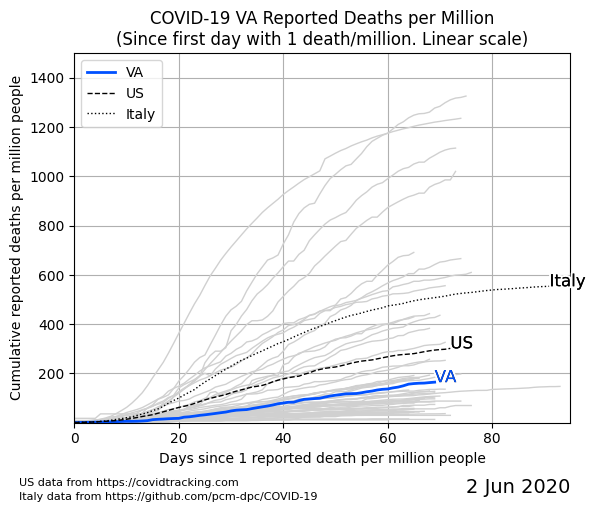 COVID-19 VA Reported Deaths per Million
(Since first day with 1 death/million. Linear scale)
Cumulative reported deaths per million people
1400
1200
1000
800
600
400
200
VA
US
Italy
Italy
US
VA
0
20
40
60
80
Days since 1 reported death per million people
US data from https://covidtracking.com
Italy data from https://github.com/pcm-dpc/COVID-19
2 Jun 2020